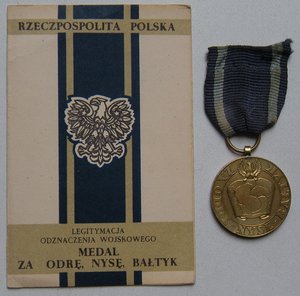 RZECZPOSPOLITA POLSKA
LEGITYMACJA
ODZNACZENIA WOJSKOWEGO
MEDAL
ZA ODRĘ, NYSĘ, BAŁTYK